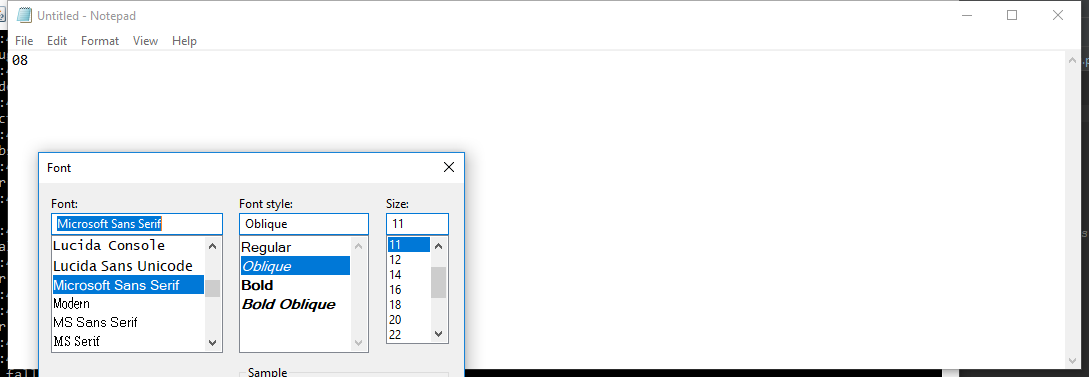 Untitled - Notepad
File Edit Format View Help
08
Font
Font: Font style: Size:
Microsoft Sans Serif Oblique 11
Lucida Console Regular 11
Lucida Sans Unicode Oblique 12
Microsoft Sans Serif Bold 14
Modern Bold Oblique 16
MS Sans Serif 18
MS Serif 20
22
Sample